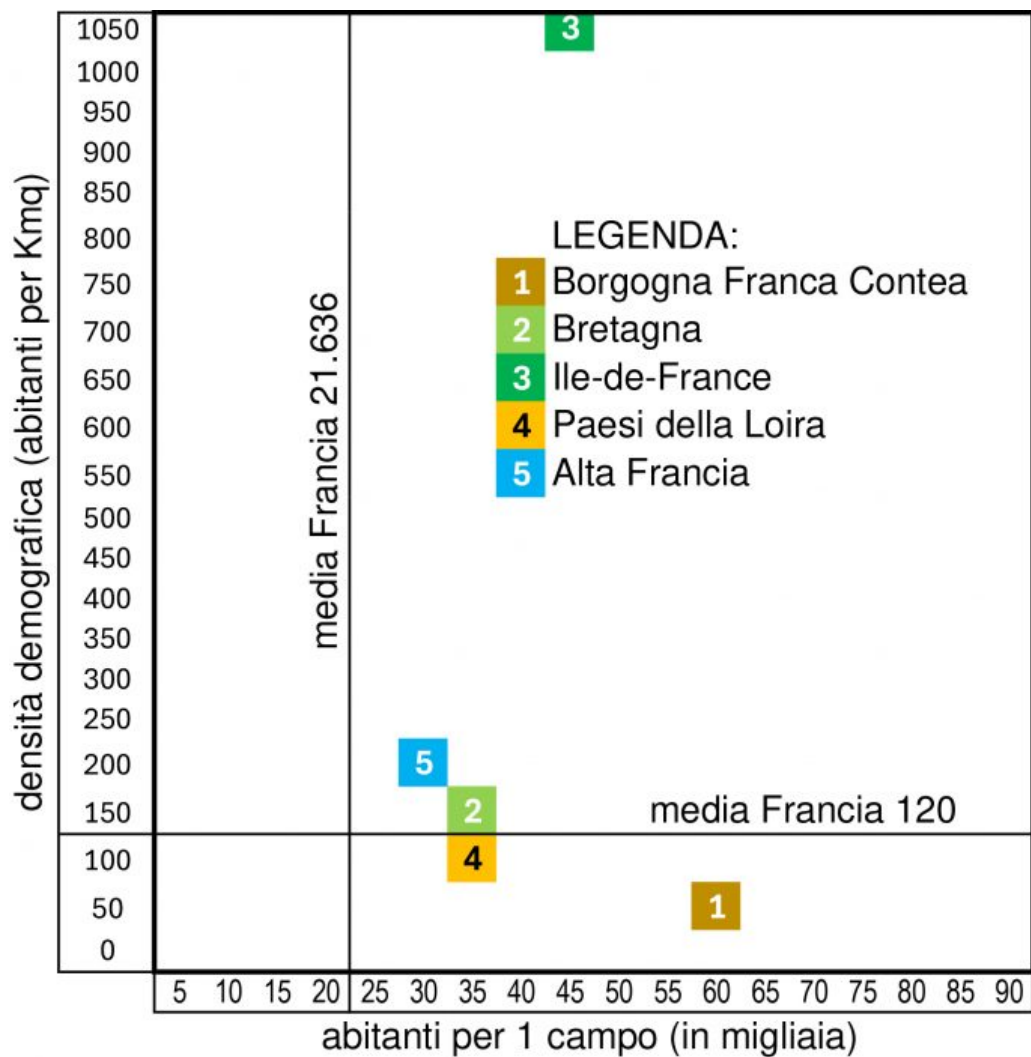 densità demografica (abitanti per Kmq)
1050
1000
950
900
850
800
750
700
650
600
550
500
450
400
350
300
250
200
150
100
50
0
media Francia 21.636
3
LEGENDA:
1 Borgogna Franca Contea
2 Bretagna
3 Ile-de-France
4 Paesi della Loira
5 Alta Francia
5
2
media Francia 120
4
1
5 10 15 20 25 30 35 40 45 50 55 60 65 70 75 80 85 90
abitanti per 1 campo (in migliaia)